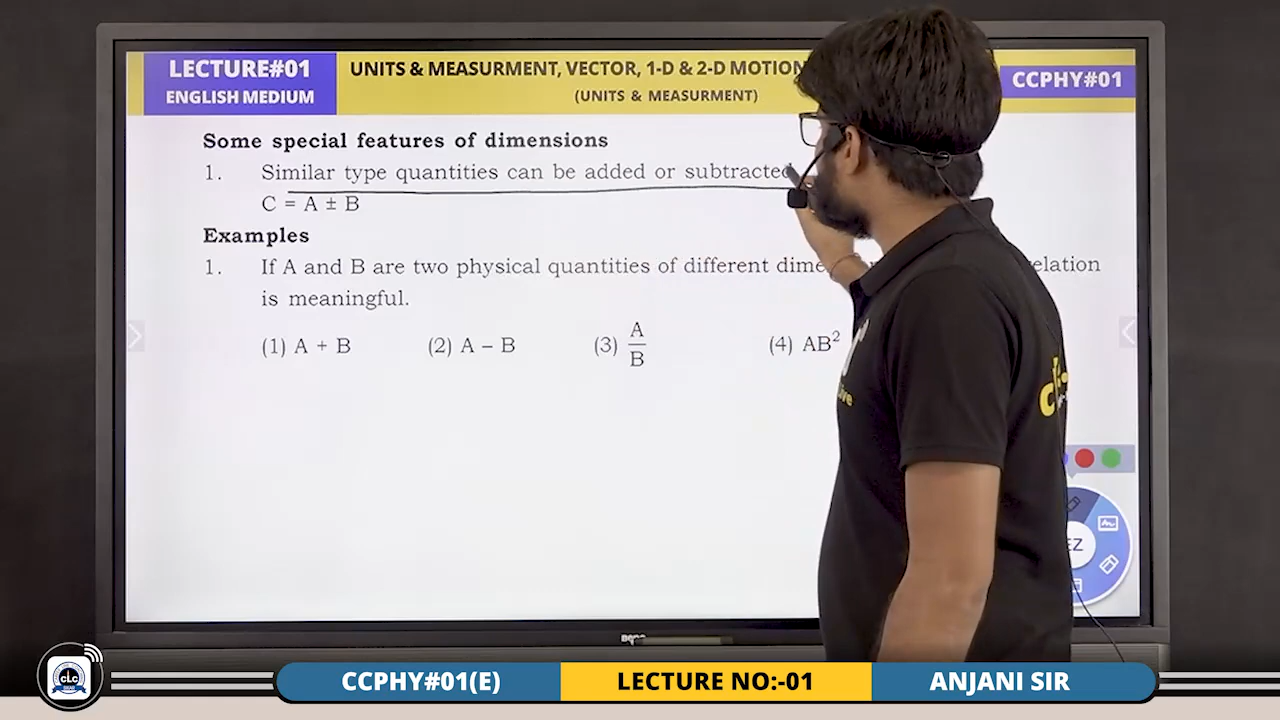 LECTURE#01
ENGLISH MEDIUM
UNITS & MEASURMENT, VECTOR, 1-D & 2-D MOTION
(UNITS & MEASURMENT)
CCPHY#01
Some special features of dimensions
1. Similar type quantities can be added or subtracted
C = A ± B
Examples
1. If A and B are two physical quantities of different elation
is meaningful.
(1) A + B (2) A – B (3) A/B (4) AB²
EZ
CCPHY#01(E) LECTURE NO:-01 ANJANI SIR